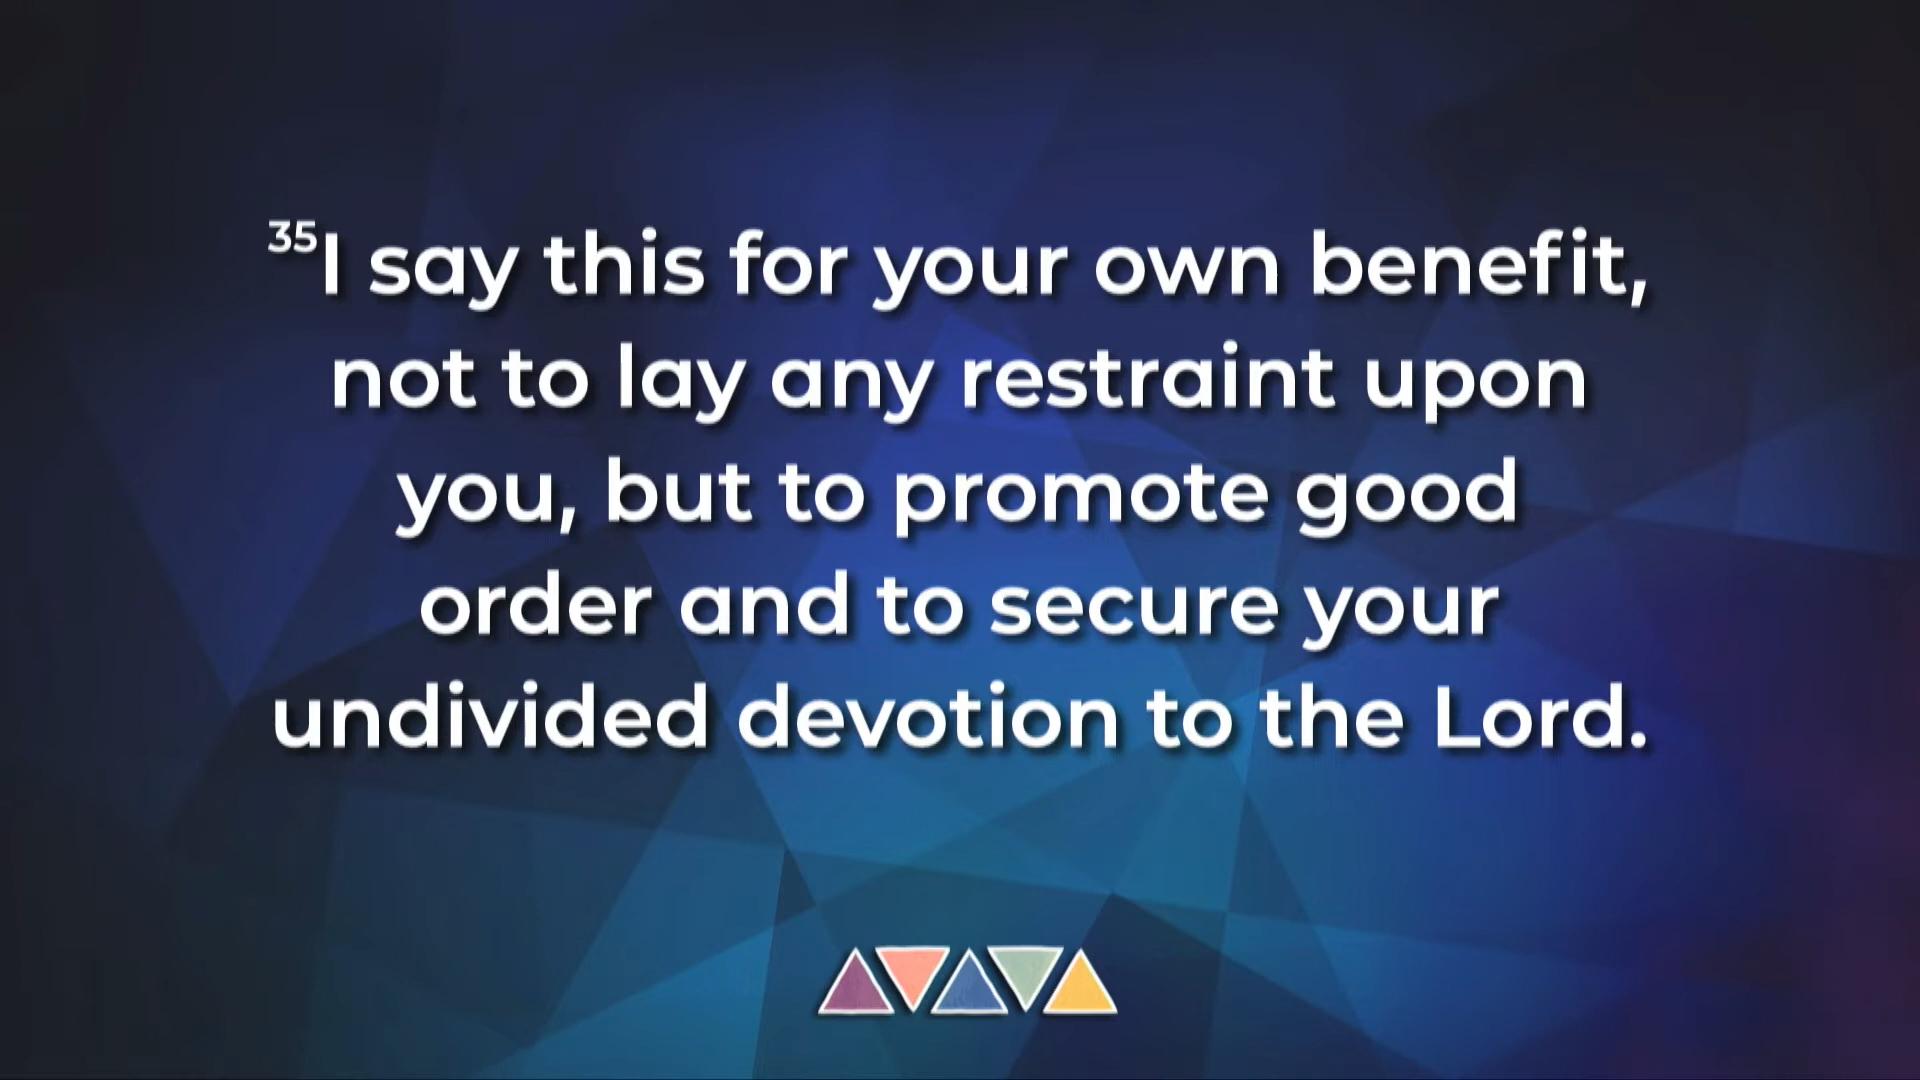 35I say this for your own benefit,
not to lay any restraint upon
you, but to promote good
order and to secure your
undivided devotion to the Lord.